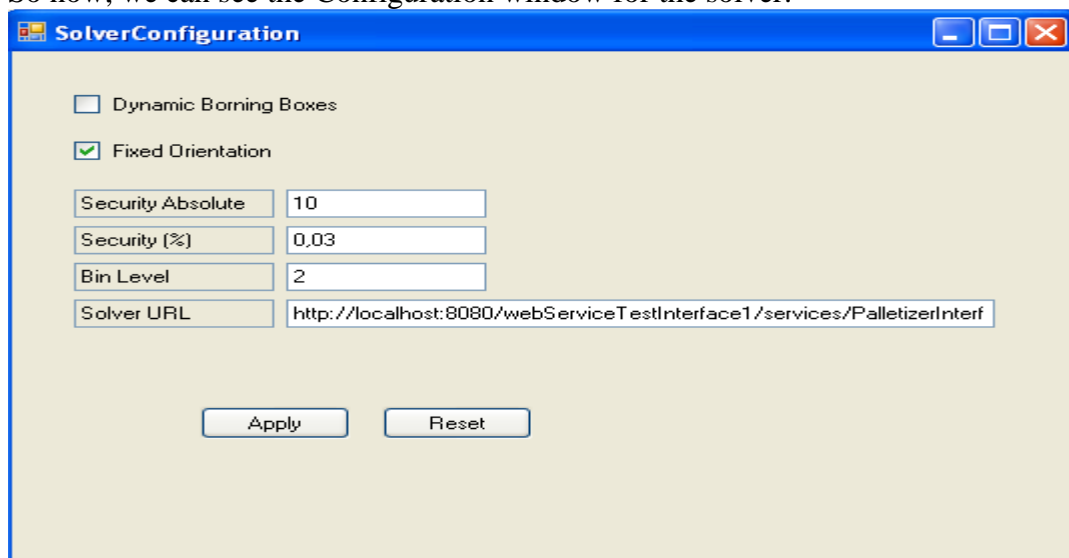 So now, we can see the Configuration window for the solver.
SolverConfiguration
Dynamic Borning Boxes
Fixed Orientation
Security Absolute 10
Security (%) 0,03
Bin Level 2
Solver URL http://localhost:8080/webServiceTestInterface1/services/PalletizerInterf
Apply Reset